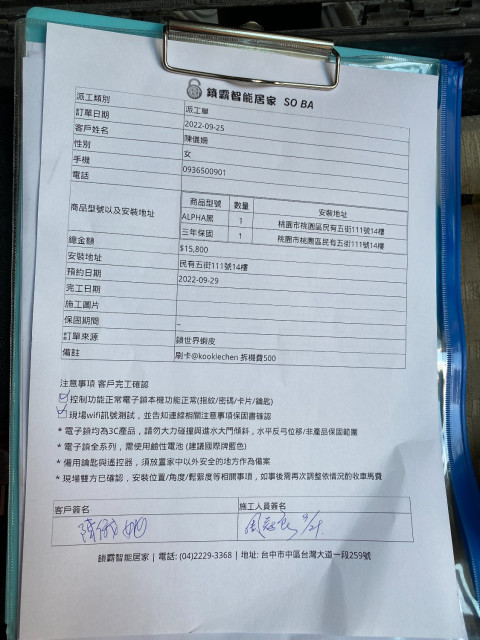 鎖霸智能居家 SO BA
派工類別 派工單
訂單日期 2022-09-25
客戶姓名 陳儀姍
性別 女
手機 0936500901
電話
商品型號以及安裝地址
商品型號 數量 安裝地址
ALPHA黑 1 桃園市桃園區民有五街111號14樓
三年保固 1 桃園市桃園區民有五街111號14樓
總金額 $15,800
安裝地址 民有五街111號14樓
預約日期 2022-09-29
完工日期
施工圖片
保固期間 _
訂單來源 鎖世界蝦皮
備註 刷卡@kookiechen 拆機費500
注意事項 客戶完工確認
控制功能正常電子鎖本機功能正常(指紋/密碼/卡片/鑰匙)
現場wifi訊號測試，並告知連線相關注意事項保固書確認
* 電子鎖均為3C產品，請勿大力碰撞與進水大門傾斜，水平反弓位移/非產品保固範圍
* 電子鎖全系列，需使用鹼性電池 (建議國際牌藍色)
* 備用鑰匙與遙控器，須放置家中以外安全的地方作為備案
* 現場雙方已確認，安裝位置/角度/鬆緊度等相關事項，如事後需再次調整依情況酌收車馬費
客戶簽名 施工人員簽名
9/29
鎖霸智能居家 | 電話: (04)2229-3368 | 地址: 台中市中區台灣大道一段259號